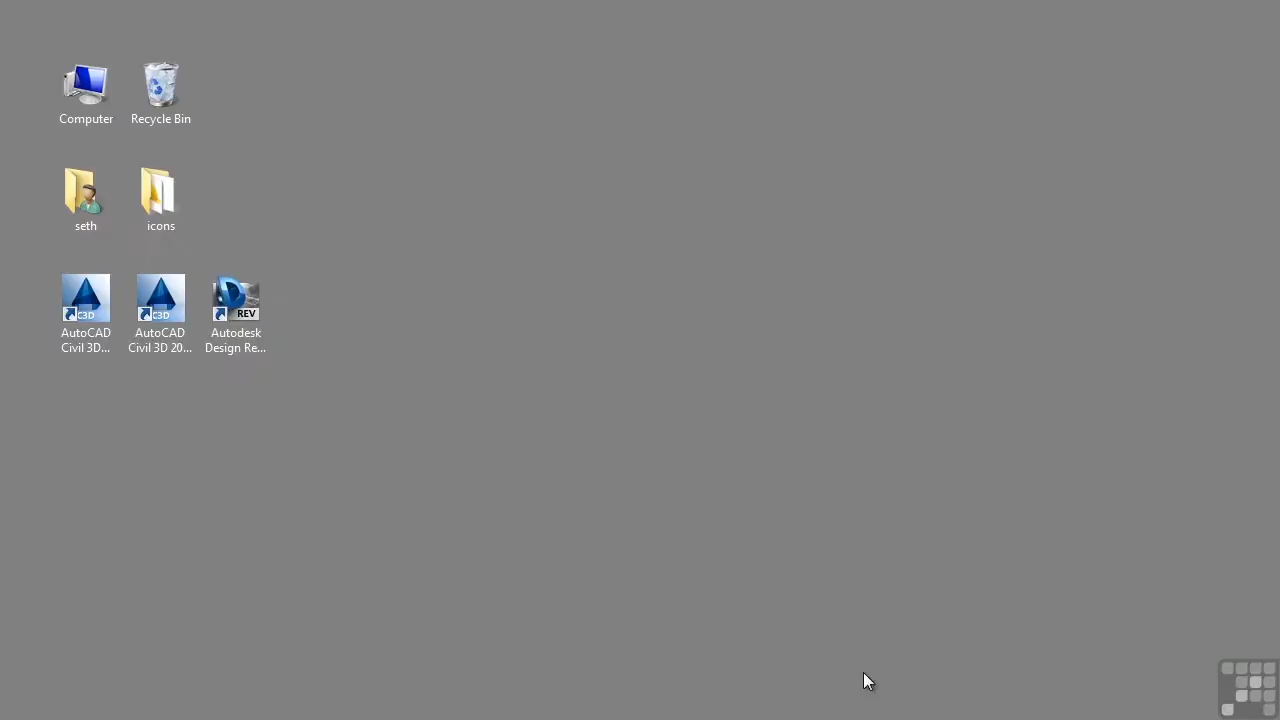 Computer
Recycle Bin
seth
icons
C3D
C3D
REV
AutoCAD
Civil 3D...
AutoCAD
Civil 3D 20...
Autodesk
Design Re...